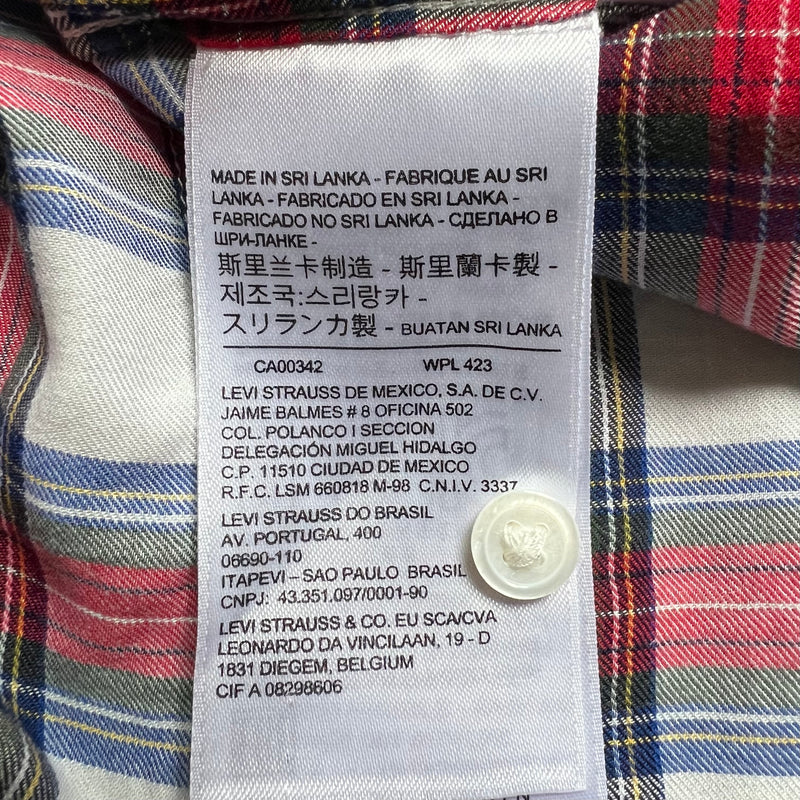 MADE IN SRI LANKA - FABRIQUE AU SRI
LANKA - FABRICADO EN SRI LANKA -
FABRICADO NO SRI LANKA - СДЕЛАНО В
ШРИ-ЛАНКЕ -
斯里兰卡制造 - 斯里蘭卡製 -
제조국:스리랑카 -
スリランカ製 - BUATAN SRI LANKA
CA00342 WPL 423
LEVI STRAUSS DE MEXICO, S.A. DE C.V.
JAIME BALMES # 8 OFICINA 502
COL. POLANCO I SECCION
DELEGACIÓN MIGUEL HIDALGO
C.P. 11510 CIUDAD DE MEXICO
R.F.C. LSM 660818 M-98 C.N.I.V. 3337
LEVI STRAUSS DO BRASIL
AV. PORTUGAL, 400
06690-110
ITAPEVI – SAO PAULO BRASIL
CNPJ: 43.351.097/0001-90
LEVI STRAUSS & CO. EU SCA/CVA
LEONARDO DA VINCILAAN, 19 - D
1831 DIEGEM, BELGIUM
CIF A 08298606